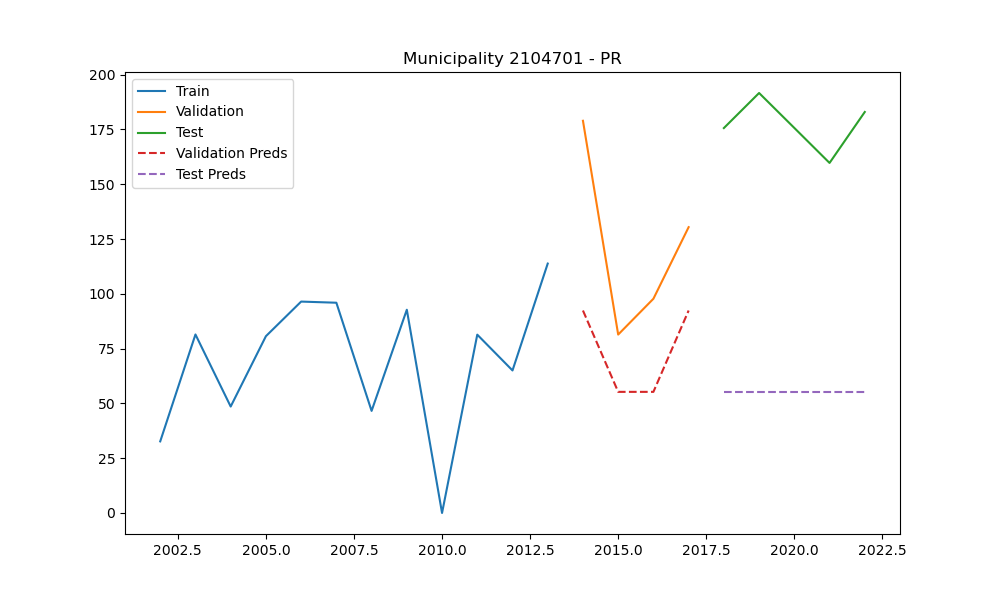 Municipality 2104701 - PR
Train
Validation
Test
Validation Preds
Test Preds
200
175
150
125
100
75
50
25
0
2002.5 2005.0 2007.5 2010.0 2012.5 2015.0 2017.5 2020.0 2022.5